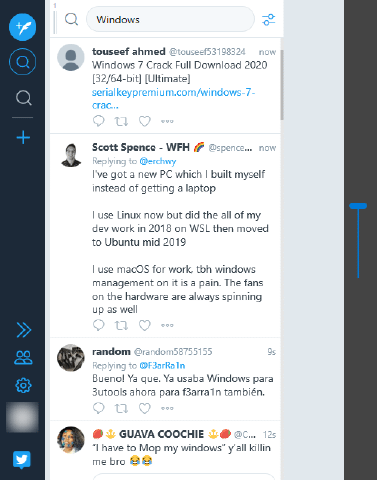 1
Windows
touseef ahmed @touseef53198324 now
Windows 7 Crack Full Download 2020
[32/64-bit] [Ultimate]
serialkeypremium.com/windows-7-
crac...
Scott Spence - WFH 🌈 @spence... now
Replying to @erchwy
I've got a new PC which I built myself
instead of getting a laptop
I use Linux now but did the all of my
dev work in 2018 on WSL then moved
to Ubuntu mid 2019
I use macOS for work, tbh windows
management on it is a pain. The fans
on the hardware are always spinning
up as well
random @random58755155 9s
Replying to @F3arRa1n
Bueno! Ya que. Ya usaba Windows para
3utools ahora para f3arra1n también.
GUAVA COOCHIE @C... 12s
“I have to Mop my windows” y'all killin
me bro 😂😂